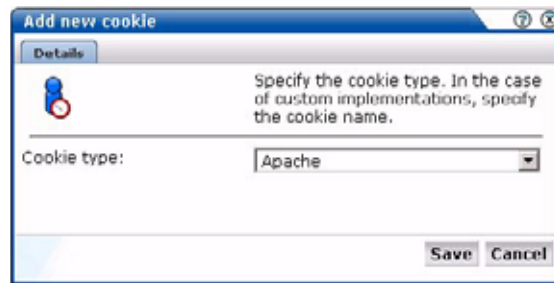 Add new cookie
Details
Specify the cookie type. In the case
of custom implementations, specify
the cookie name.
Cookie type:
Apache
Save Cancel